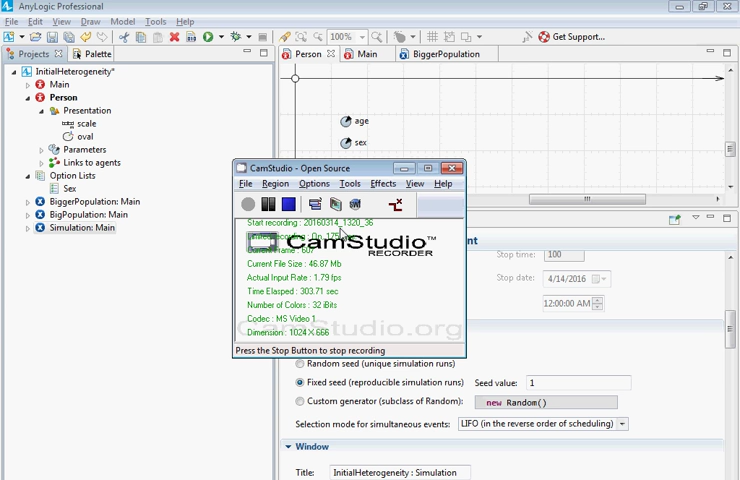 AnyLogic Professional
File Edit View Draw Model Tools Help
100% Get Support...
Projects Palette
Person Main BiggerPopulation
InitialHeterogeneity*
Main
Person
Presentation
scale
oval
Parameters
Links to agents
Option Lists
Sex
BiggerPopulation: Main
BigPopulation: Main
Simulation: Main
age
sex
CamStudio - Open Source
File Region Options Tools Effects View Help
Start recording : 20160314_1320_36
CamStudio™
RECORDER
Current File Size : 46.87 Mb
Actual Input Rate : 1.79 fps
Time Elasped : 303.71 sec
Number of Colors : 32 iBits
Codec : MS Video 1
CamStudio.org
Dimension : 1024 X 666
Press the Stop Button to stop recording
Stop time: 100
Stop date: 4/14/2016
12:00:00 AM
Random seed (unique simulation runs)
Fixed seed (reproducible simulation runs) Seed value: 1
Custom generator (subclass of Random): new Random()
Selection mode for simultaneous events: LIFO (in the reverse order of scheduling)
Window
Title: InitialHeterogeneity : Simulation